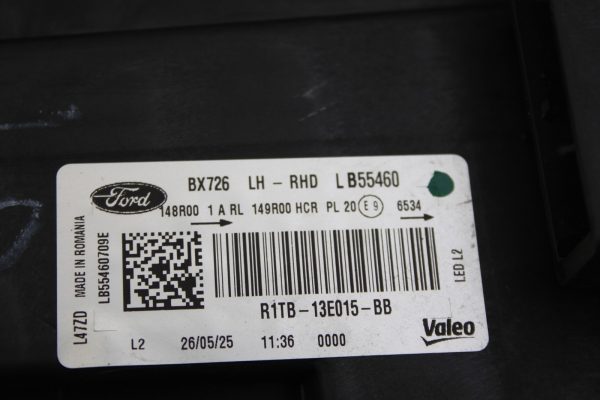 Ford
BX726 LH - RHD LB55460
148R00 1 A RL 149R00 HCR PL 20 E9 6534
L47ZD MADE IN ROMANIA
LB55460709E
LED L2
R1TB-13E015-BB
L2 26/05/25 11:36 0000
Valeo